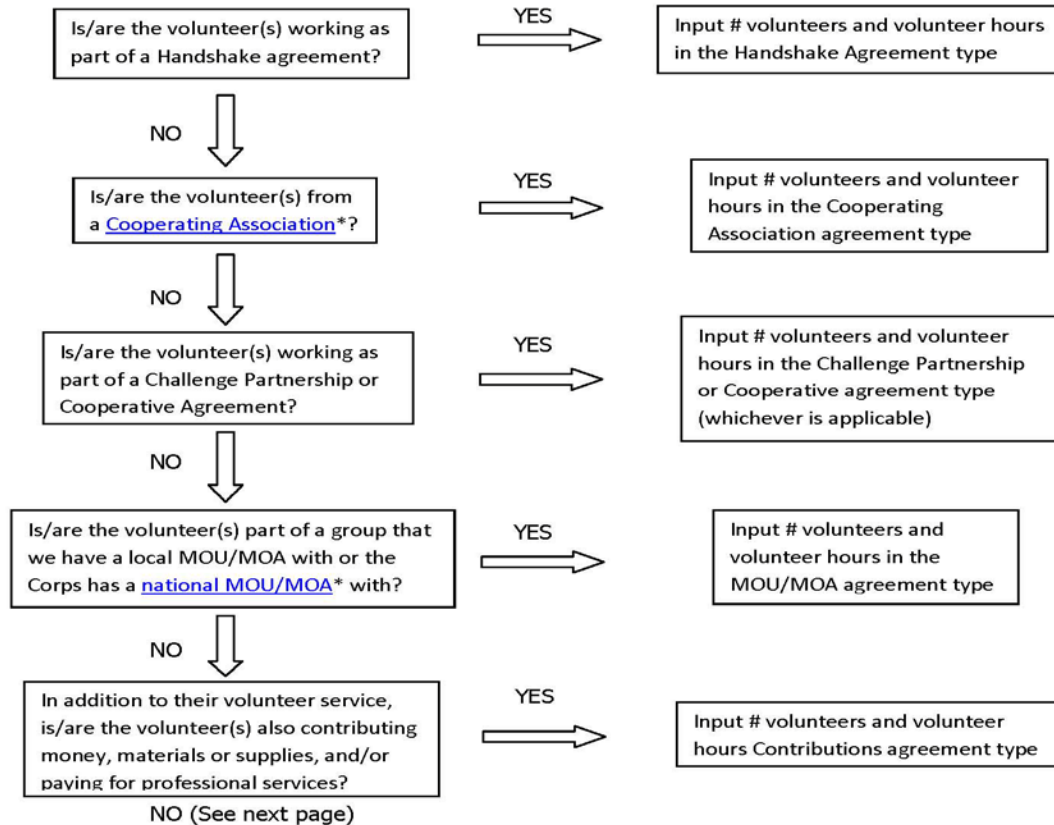 Is/are the volunteer(s) working as
part of a Handshake agreement?
YES
Input # volunteers and volunteer hours
in the Handshake Agreement type
NO
Is/are the volunteer(s) from
a Cooperating Association*?
YES
Input # volunteers and volunteer
hours in the Cooperating
Association agreement type
NO
Is/are the volunteer(s) working as
part of a Challenge Partnership or
Cooperative Agreement?
YES
Input # volunteers and volunteer
hours in the Challenge Partnership
or Cooperative agreement type
(whichever is applicable)
NO
Is/are the volunteer(s) part of a group that
we have a local MOU/MOA with or the
Corps has a national MOU/MOA* with?
YES
Input # volunteers and
volunteer hours in the
MOU/MOA agreement type
NO
In addition to their volunteer service,
is/are the volunteer(s) also contributing
money, materials or supplies, and/or
paying for professional services?
YES
Input # volunteers and volunteer
hours Contributions agreement type
NO (See next page)